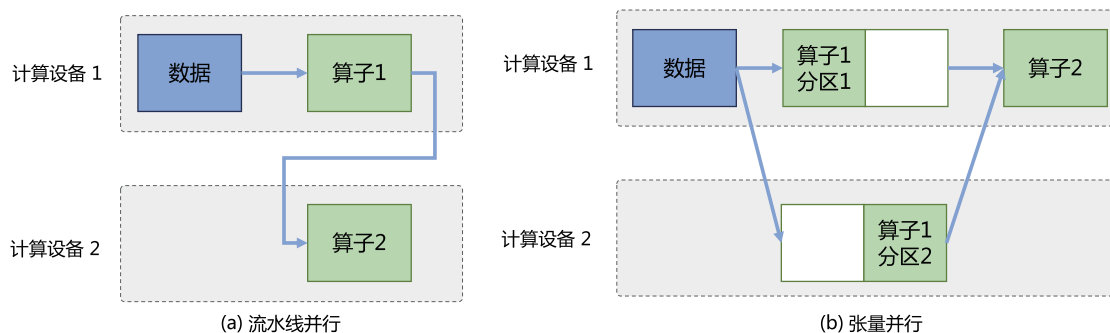 计算设备 1
数据
算子1
计算设备 2
算子2
(a) 流水线并行
计算设备 1
数据
算子1
分区1
算子2
计算设备 2
算子1
分区2
(b) 张量并行